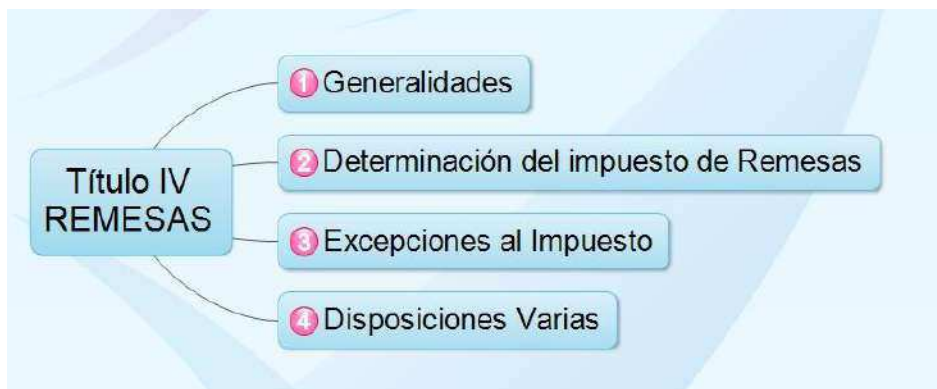 Título IV
REMESAS
1 Generalidades
2 Determinación del impuesto de Remesas
3 Excepciones al Impuesto
4 Disposiciones Varias